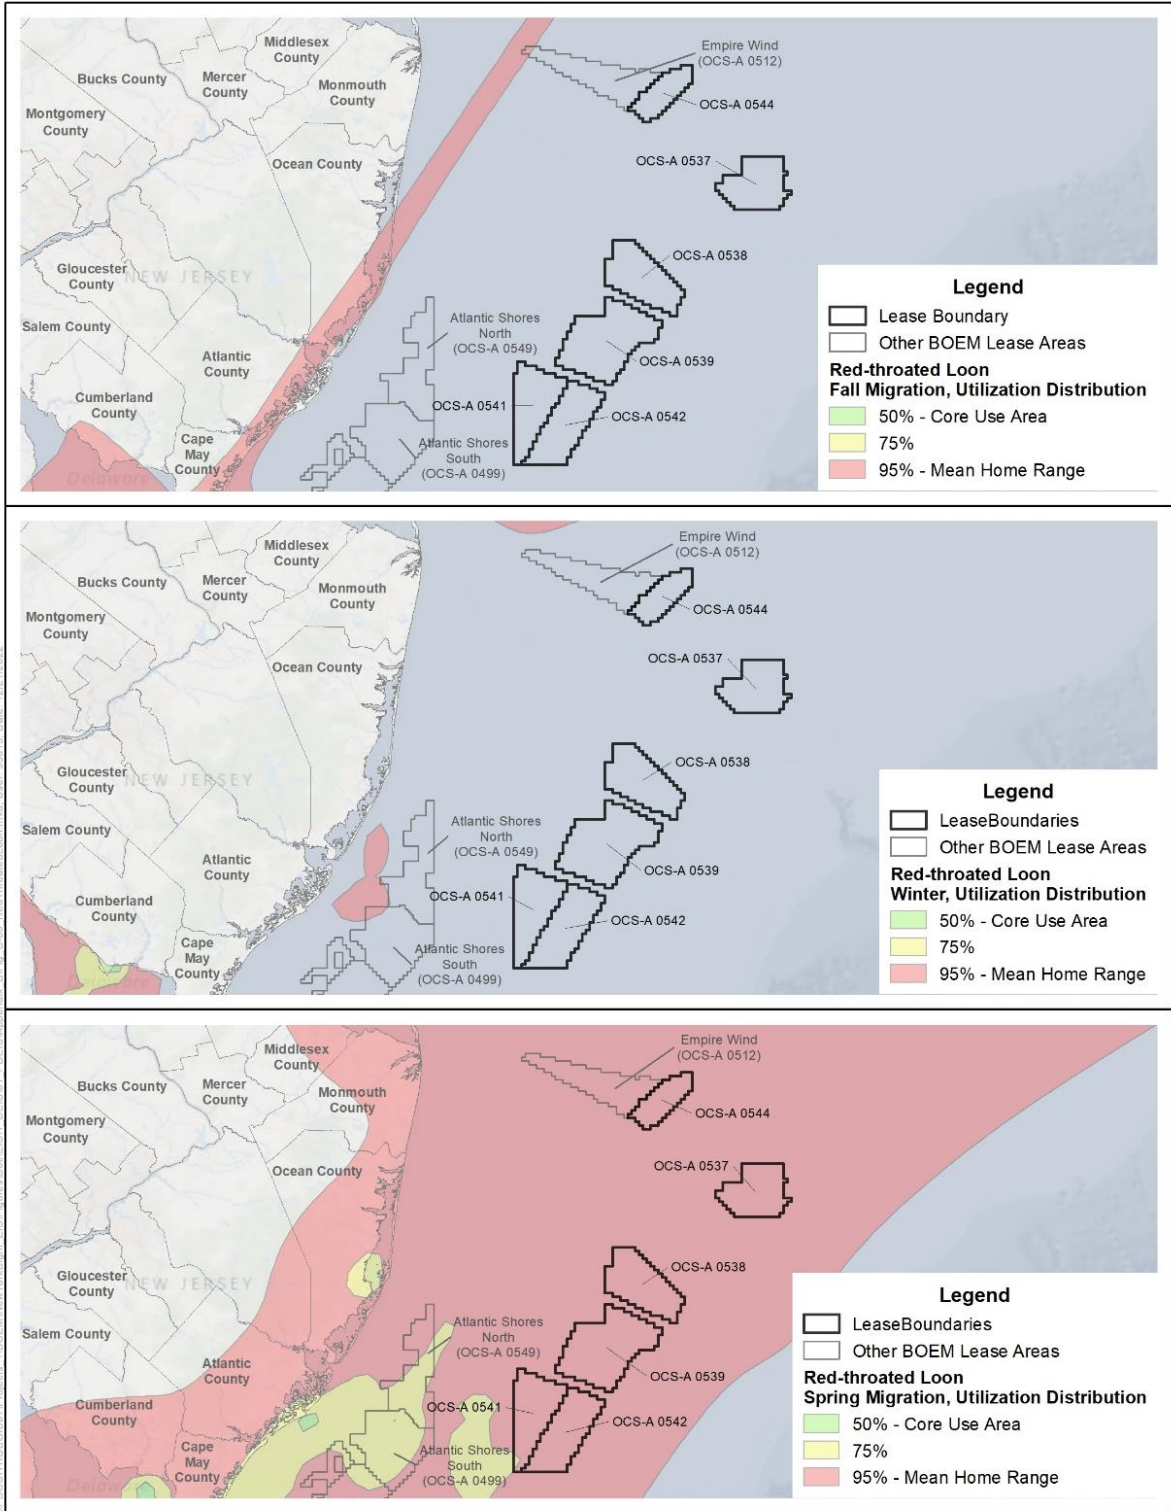 Middlesex
County
Bucks County
Mercer
County
Monmouth
County
Montgomery
County
Ocean County
Gloucester
County
NEW JERSEY
Salem County
Atlantic
County
Cumberland
County
Cape
May
County
Delaware
Empire Wind
(OCS-A 0512)
OCS-A 0544
OCS-A 0537
OCS-A 0538
Atlantic Shores
North
(OCS-A 0549)
OCS-A 0539
OCS-A 0541
OCS-A 0542
Atlantic Shores
South
(OCS-A 0499)
Legend
Lease Boundary
Other BOEM Lease Areas
Red-throated Loon
Fall Migration, Utilization Distribution
50% - Core Use Area
75%
95% - Mean Home Range
Middlesex
County
Bucks County
Mercer
County
Monmouth
County
Montgomery
County
Ocean County
Gloucester
County
NEW JERSEY
Salem County
Atlantic
County
Cumberland
County
Cape
May
County
Delaware
Empire Wind
(OCS-A 0512)
OCS-A 0544
OCS-A 0537
OCS-A 0538
Atlantic Shores
North
(OCS-A 0549)
OCS-A 0539
OCS-A 0541
OCS-A 0542
Atlantic Shores
South
(OCS-A 0499)
Legend
LeaseBoundaries
Other BOEM Lease Areas
Red-throated Loon
Winter, Utilization Distribution
50% - Core Use Area
75%
95% - Mean Home Range
Middlesex
County
Bucks County
Mercer
County
Monmouth
County
Montgomery
County
Ocean County
Gloucester
County
NEW JERSEY
Salem County
Atlantic
County
Cumberland
County
Cape
May
County
Delaware
Empire Wind
(OCS-A 0512)
OCS-A 0544
OCS-A 0537
OCS-A 0538
Atlantic Shores
North
(OCS-A 0549)
OCS-A 0539
OCS-A 0541
OCS-A 0542
Atlantic Shores
South
(OCS-A 0499)
Legend
LeaseBoundaries
Other BOEM Lease Areas
Red-throated Loon
Spring Migration, Utilization Distribution
50% - Core Use Area
75%
95% - Mean Home Range